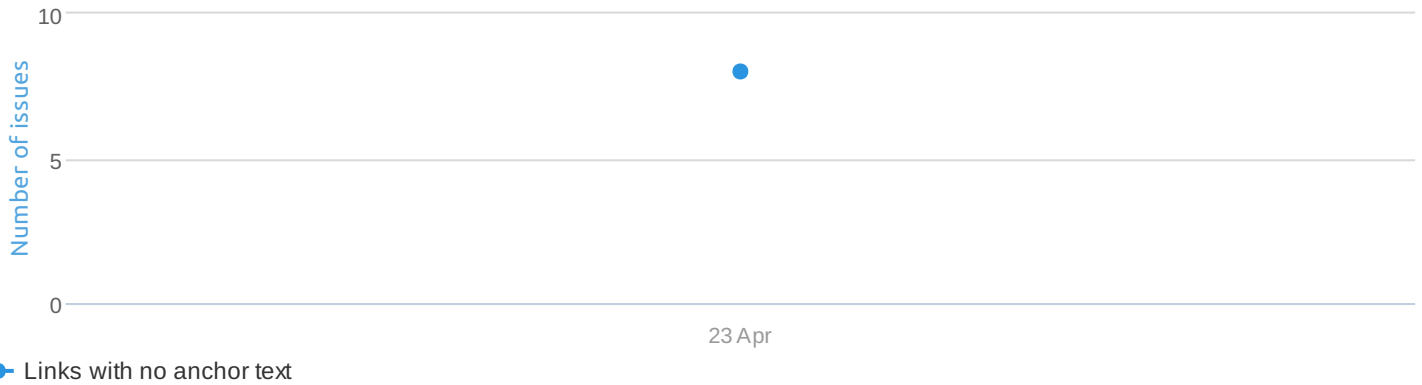 10
Number of issues
5
0
23 Apr
Links with no anchor text